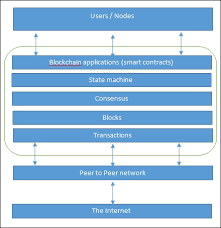 Users / Nodes
Blockchain applications (smart contracts)
State machine
Consensus
Blocks
Transactions
Peer to Peer network
The Internet